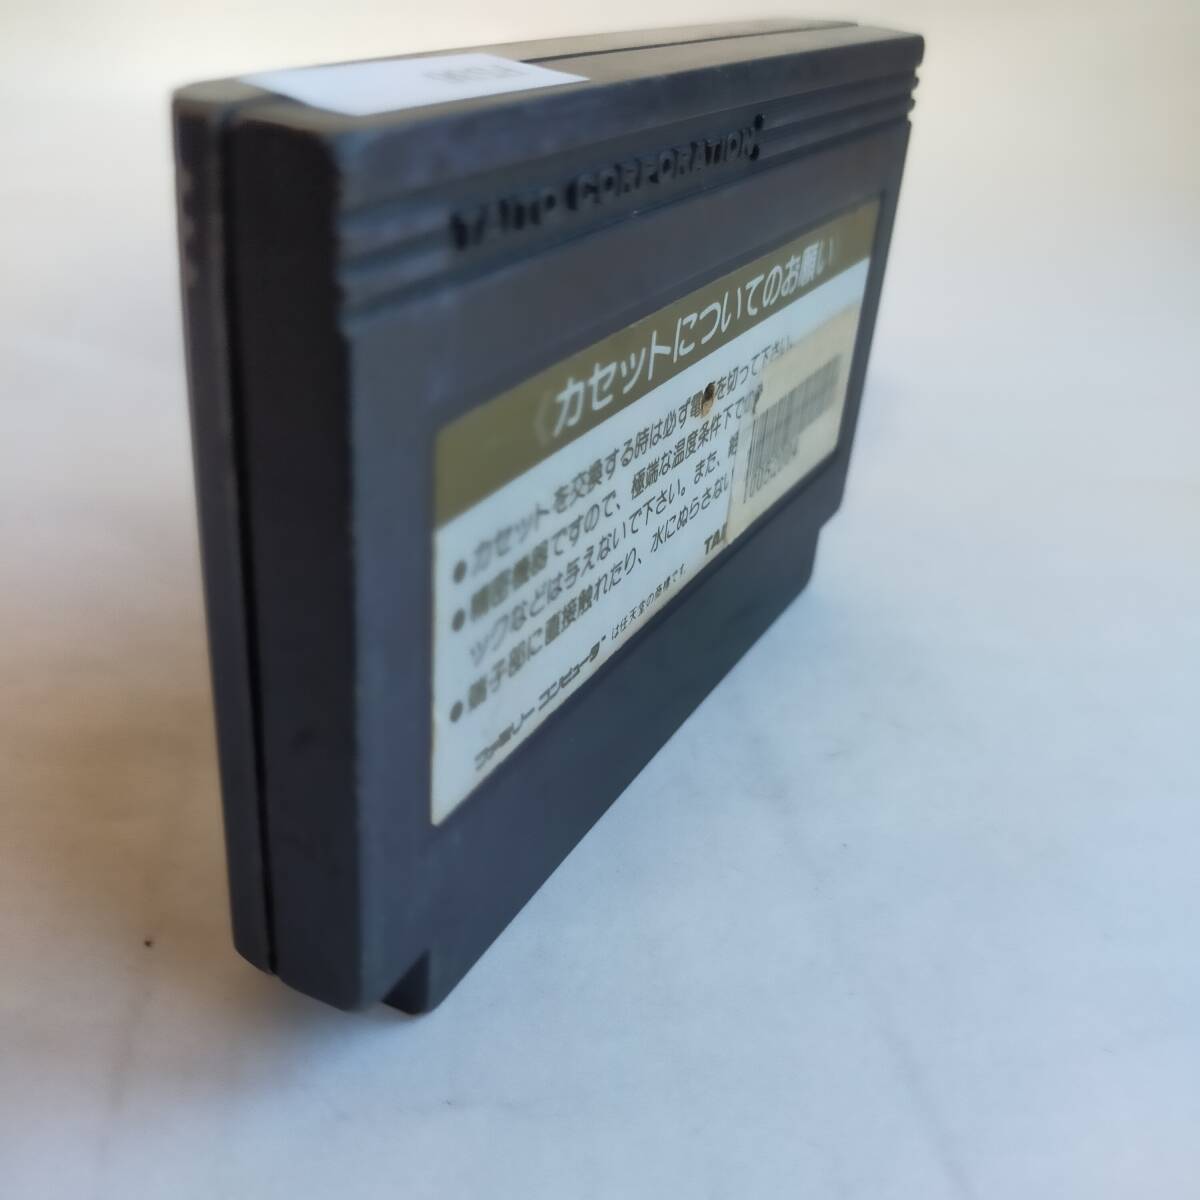 TAITO CORPORATION
〈カセットについてのお願い〉
●カセットを交換する時は必ず電源を切って下さい。
●精密機器ですので、極端な温度条件下での
ックなどは与えないで下さい。また、
●端子部に直接触れたり、水にぬらさない
TAI
ファミリーコンピュータ は任天堂の商標です